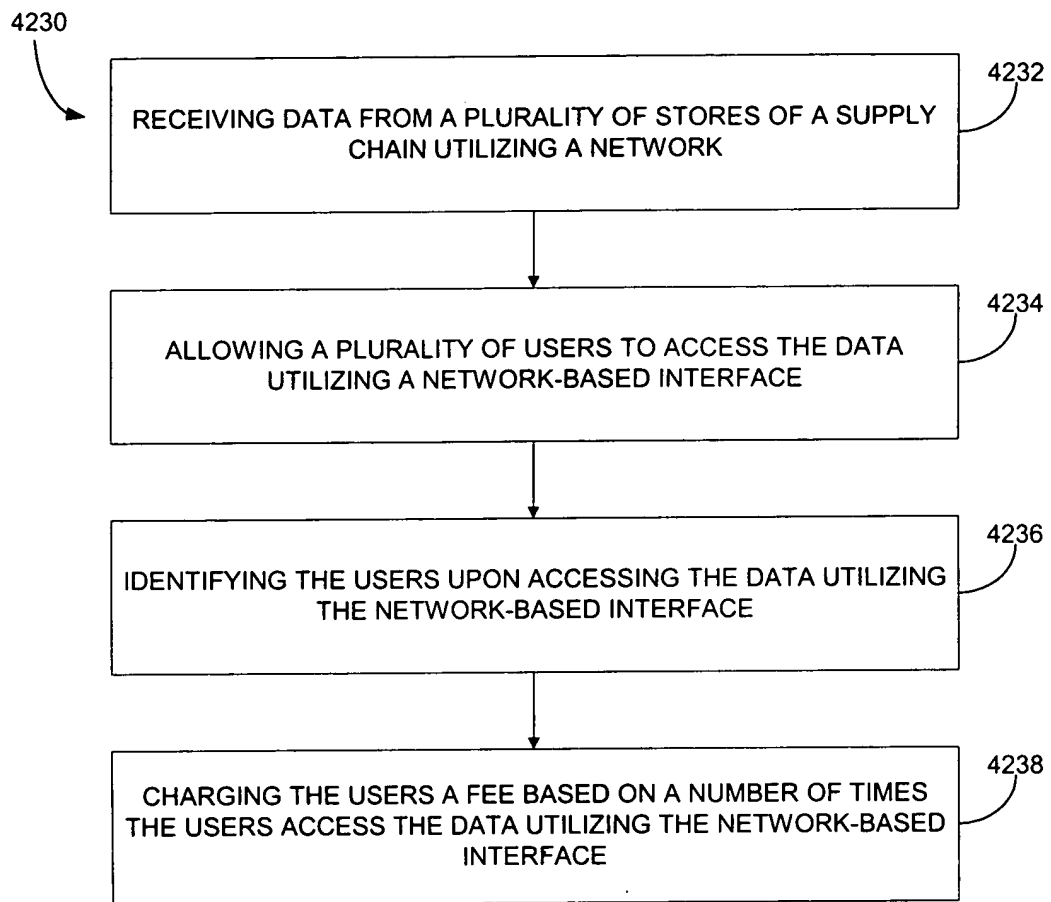 4230
4232
RECEIVING DATA FROM A PLURALITY OF STORES OF A SUPPLY
CHAIN UTILIZING A NETWORK
4234
ALLOWING A PLURALITY OF USERS TO ACCESS THE DATA
UTILIZING A NETWORK-BASED INTERFACE
4236
IDENTIFYING THE USERS UPON ACCESSING THE DATA UTILIZING
THE NETWORK-BASED INTERFACE
4238
CHARGING THE USERS A FEE BASED ON A NUMBER OF TIMES
THE USERS ACCESS THE DATA UTILIZING THE NETWORK-BASED
INTERFACE